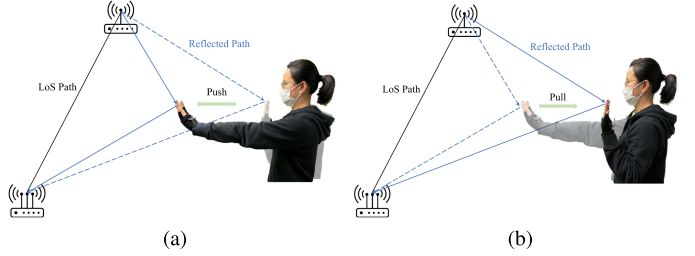 Reflected Path
LoS Path
Push
(a)
Reflected Path
LoS Path
Pull
(b)